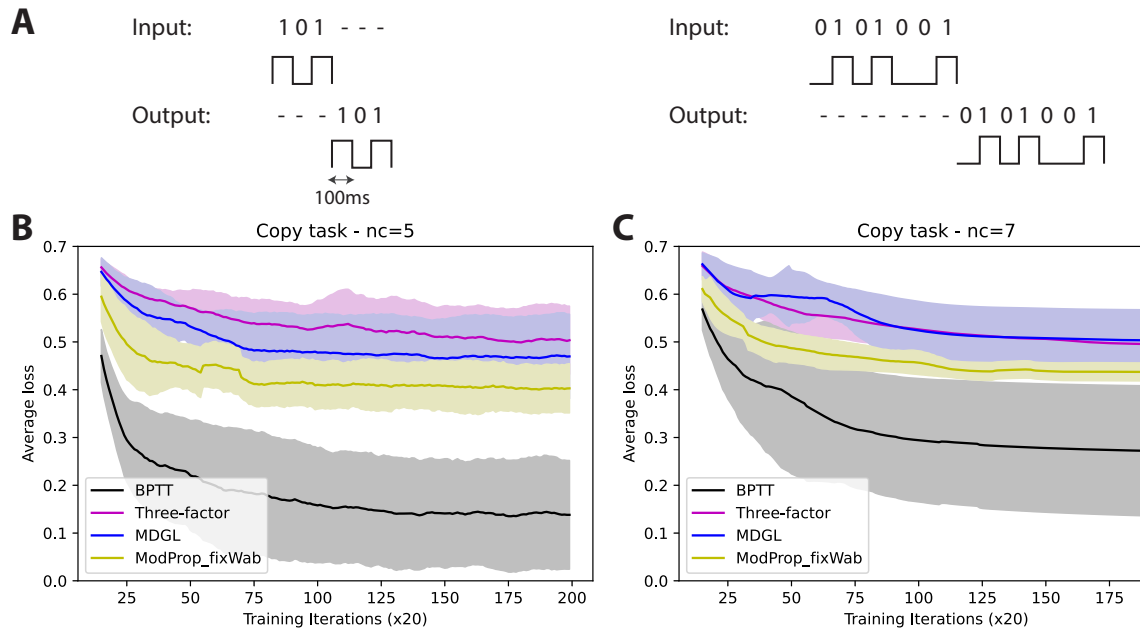 A
Input: 1 0 1 - - -
Output: - - - 1 0 1
100ms
Input: 0 1 0 1 0 0 1
Output: - - - - - - - 0 1 0 1 0 0 1
B
Copy task - nc=5
Average loss
0.7
0.6
0.5
0.4
0.3
0.2
0.1
0.0
BPTT
Three-factor
MDGL
ModProp_fixWab
25 50 75 100 125 150 175 200
Training Iterations (x20)
C
Copy task - nc=7
Average loss
0.7
0.6
0.5
0.4
0.3
0.2
0.1
0.0
BPTT
Three-factor
MDGL
ModProp_fixWab
25 50 75 100 125 150 175
Training Iterations (x20)